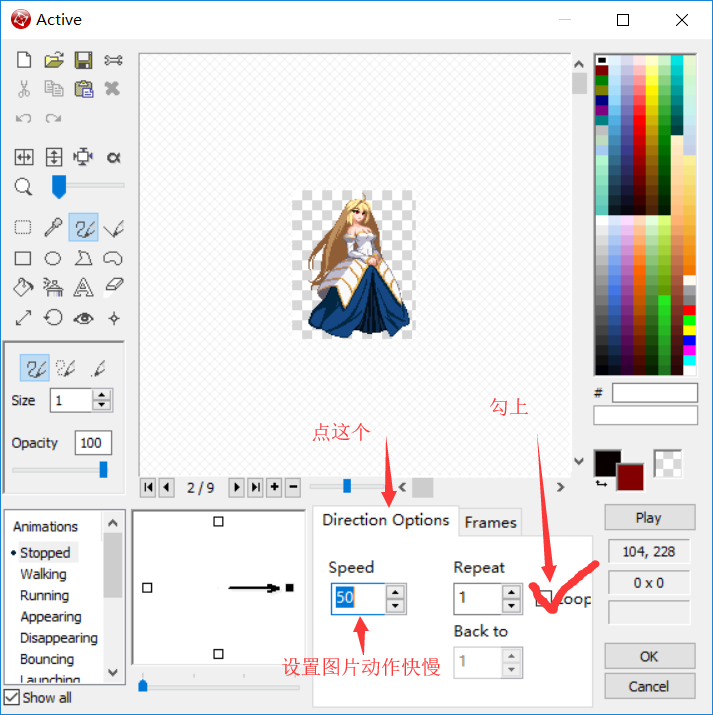 Active
#
勾上
点这个
2 / 9
Size 1
Opacity 100
Animations
Stopped
Walking
Running
Appearing
Disappearing
Bouncing
Launching
Show all
Direction Options
Frames
Speed
50
Repeat
1
Loop
Back to
1
设置图片动作快慢
Play
104, 228
0 x 0
OK
Cancel